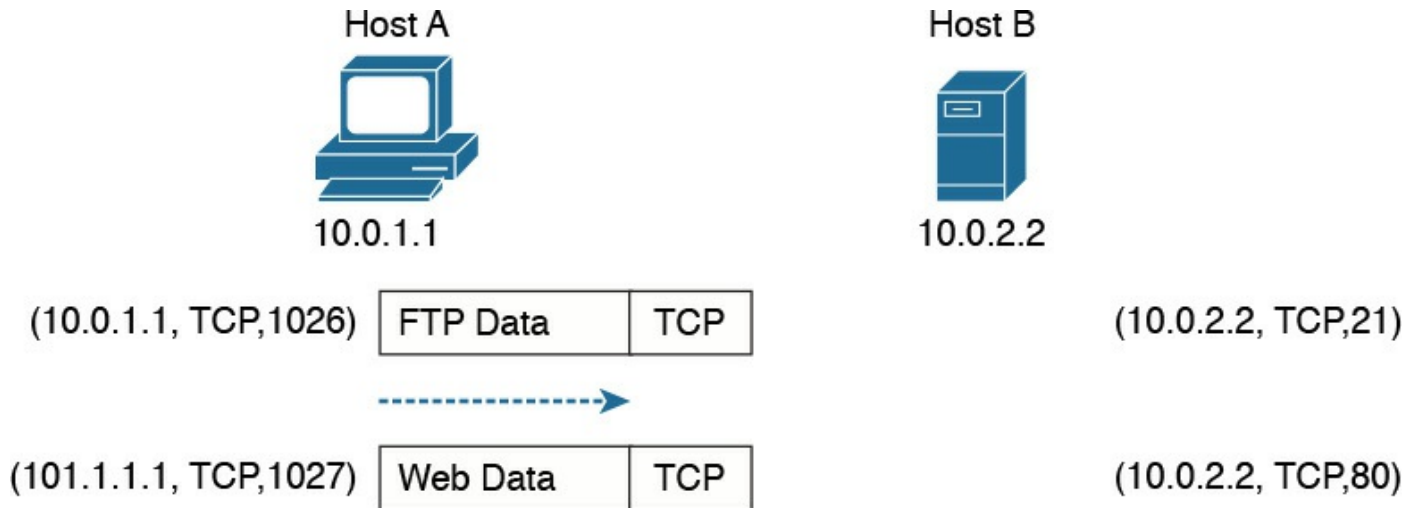 Host A
Host B
10.0.1.1
10.0.2.2
(10.0.1.1, TCP,1026) FTP Data TCP (10.0.2.2, TCP,21)
(101.1.1.1, TCP,1027) Web Data TCP (10.0.2.2, TCP,80)